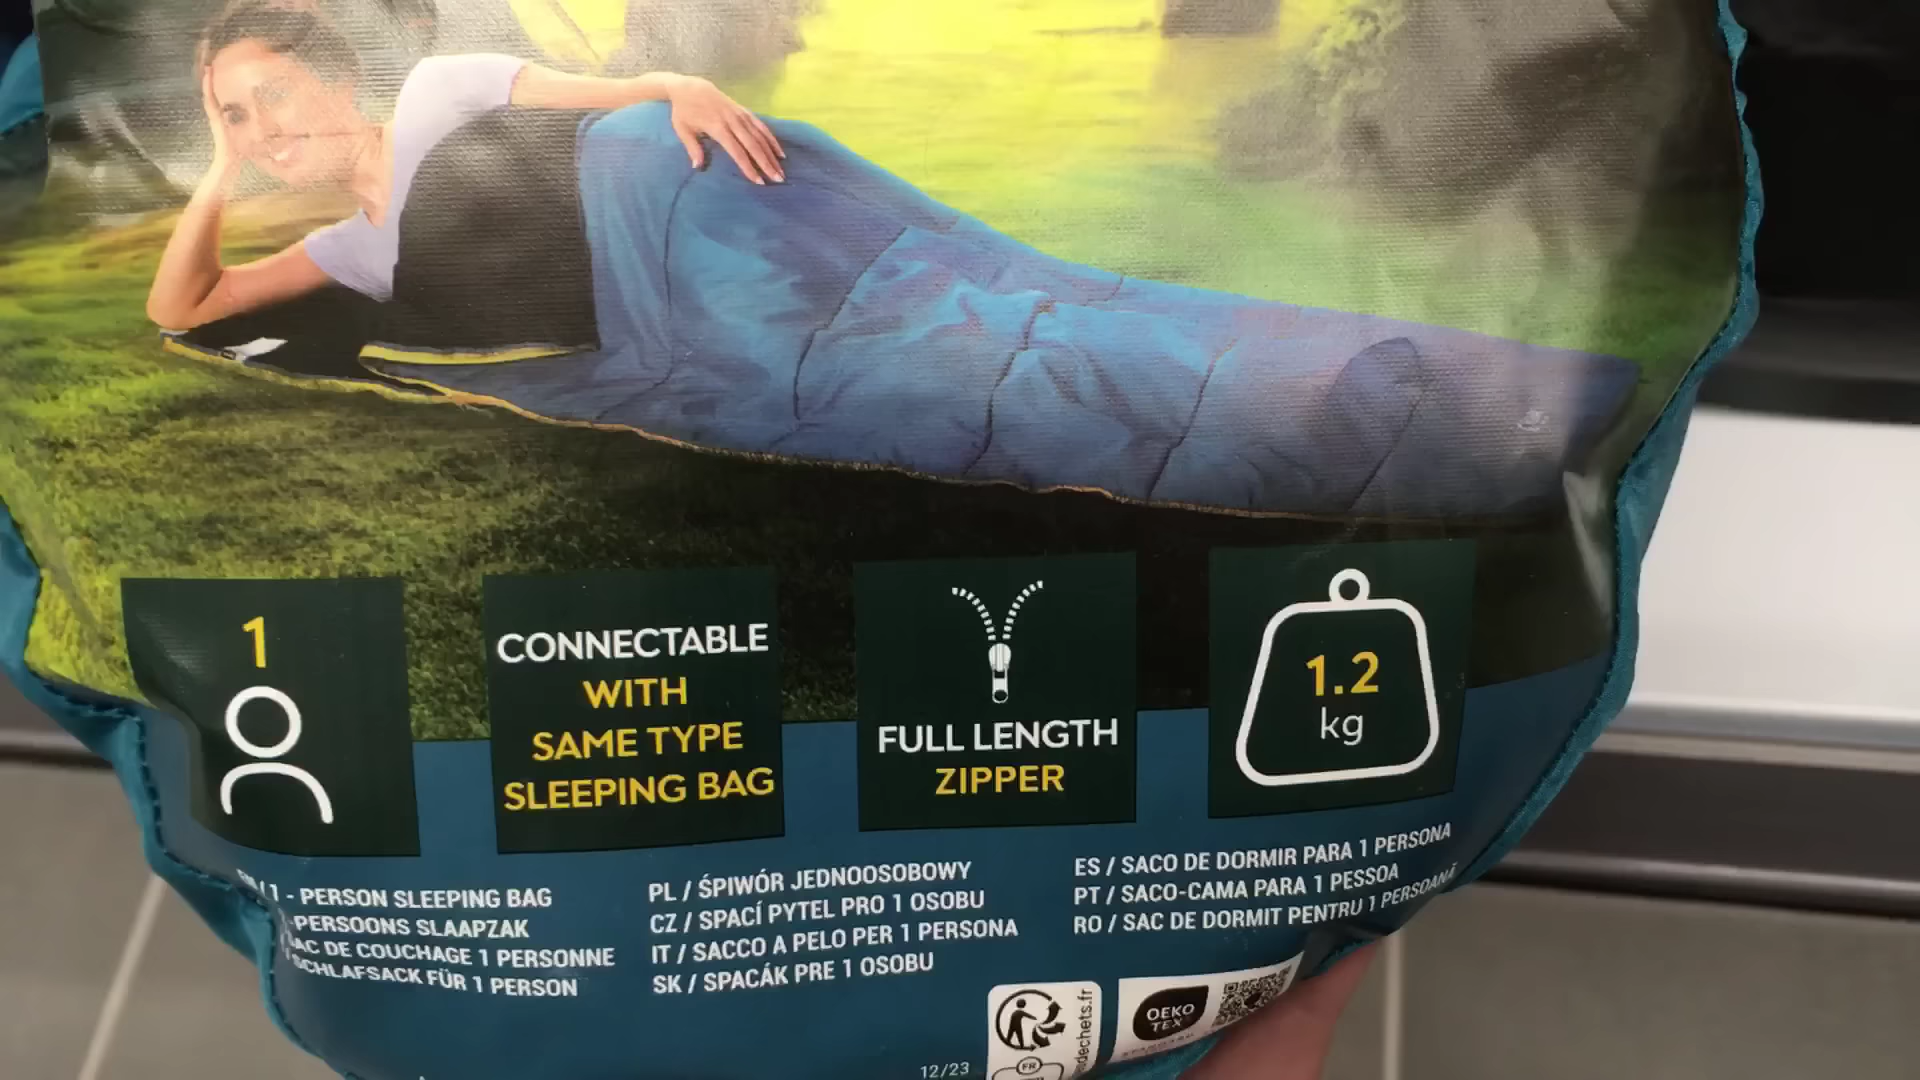 1
CONNECTABLE
WITH
SAME TYPE
SLEEPING BAG
FULL LENGTH
ZIPPER
1.2
kg
/ 1 - PERSON SLEEPING BAG
-PERSOONS SLAAPZAK
SAC DE COUCHAGE 1 PERSONNE
SCHLAFSACK FÜR 1 PERSON
PL / ŚPIWÓR JEDNOOSOBOWY
CZ / SPACÍ PYTEL PRO 1 OSOBU
IT / SACCO A PELO PER 1 PERSONA
SK / SPACÁK PRE 1 OSOBU
ES / SACO DE DORMIR PARA 1 PERSONA
PT / SACO-CAMA PARA 1 PESSOA
RO / SAC DE DORMIT PENTRU 1 PERSOANĂ
12/23
FR
dechets.fr
OEKO
TEX